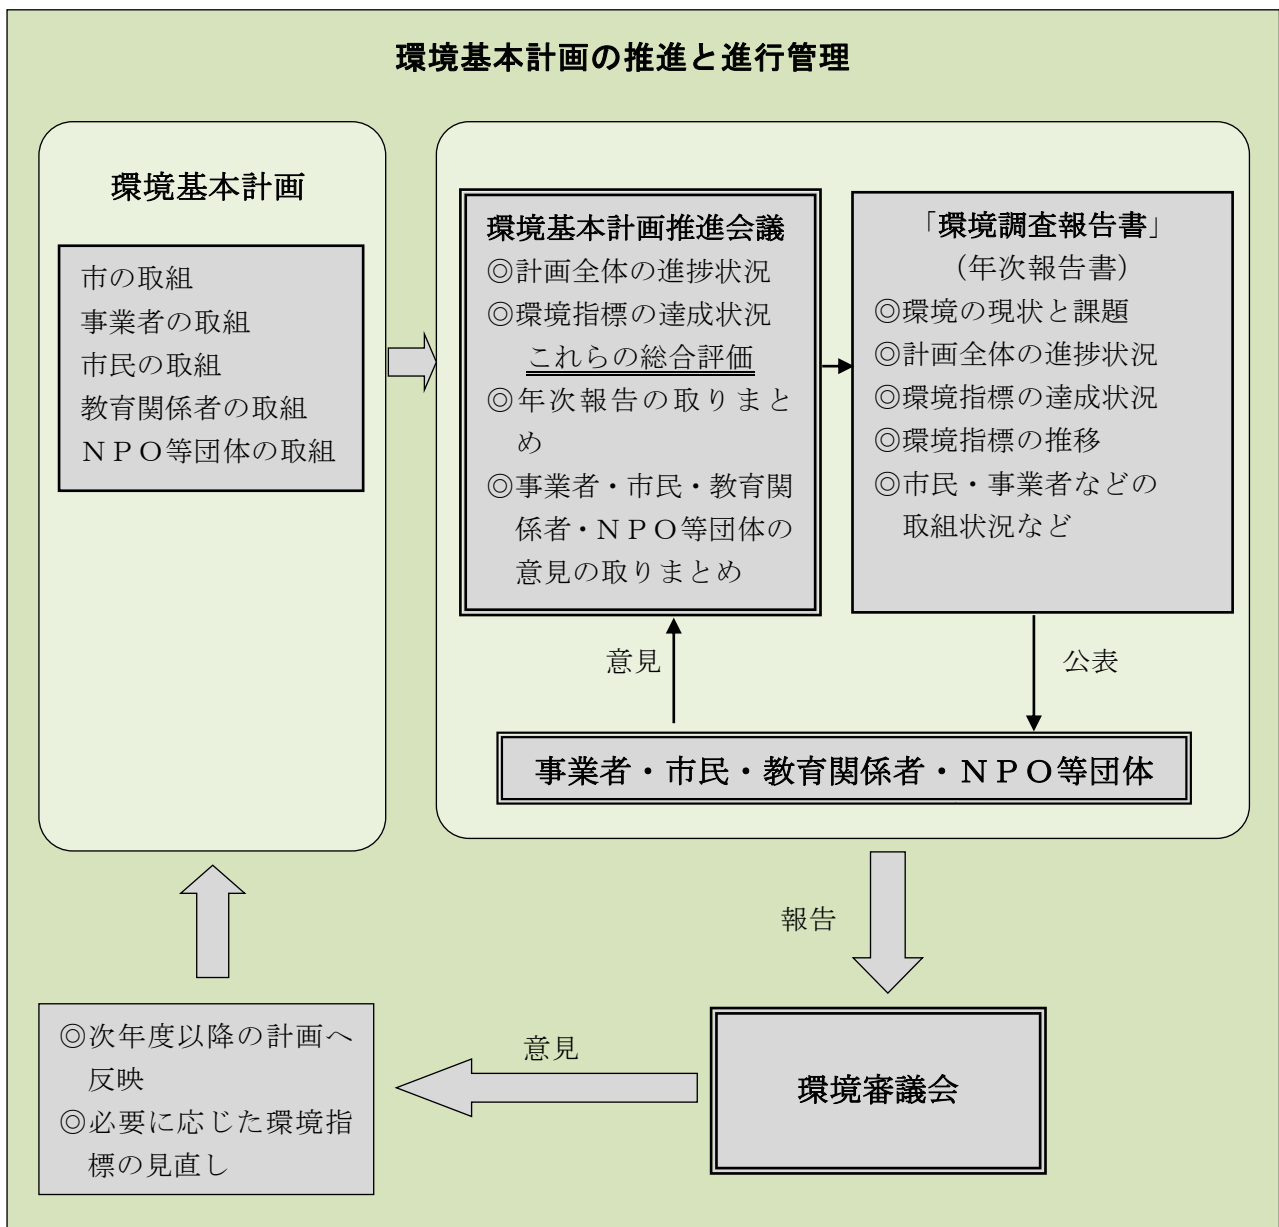 環境基本計画の推進と進行管理
環境基本計画
市の取組
事業者の取組
市民の取組
教育関係者の取組
ＮＰＯ等団体の取組
環境基本計画推進会議
◎計画全体の進捗状況
◎環境指標の達成状況
これらの総合評価
◎年次報告の取りまと
め
◎事業者・市民・教育関
係者・ＮＰＯ等団体の
意見の取りまとめ
「環境調査報告書」
（年次報告書）
◎環境の現状と課題
◎計画全体の進捗状況
◎環境指標の達成状況
◎環境指標の推移
◎市民・事業者などの
取組状況など
意見
公表
事業者・市民・教育関係者・ＮＰＯ等団体
報告
環境審議会
意見
◎次年度以降の計画へ
反映
◎必要に応じた環境指
標の見直し